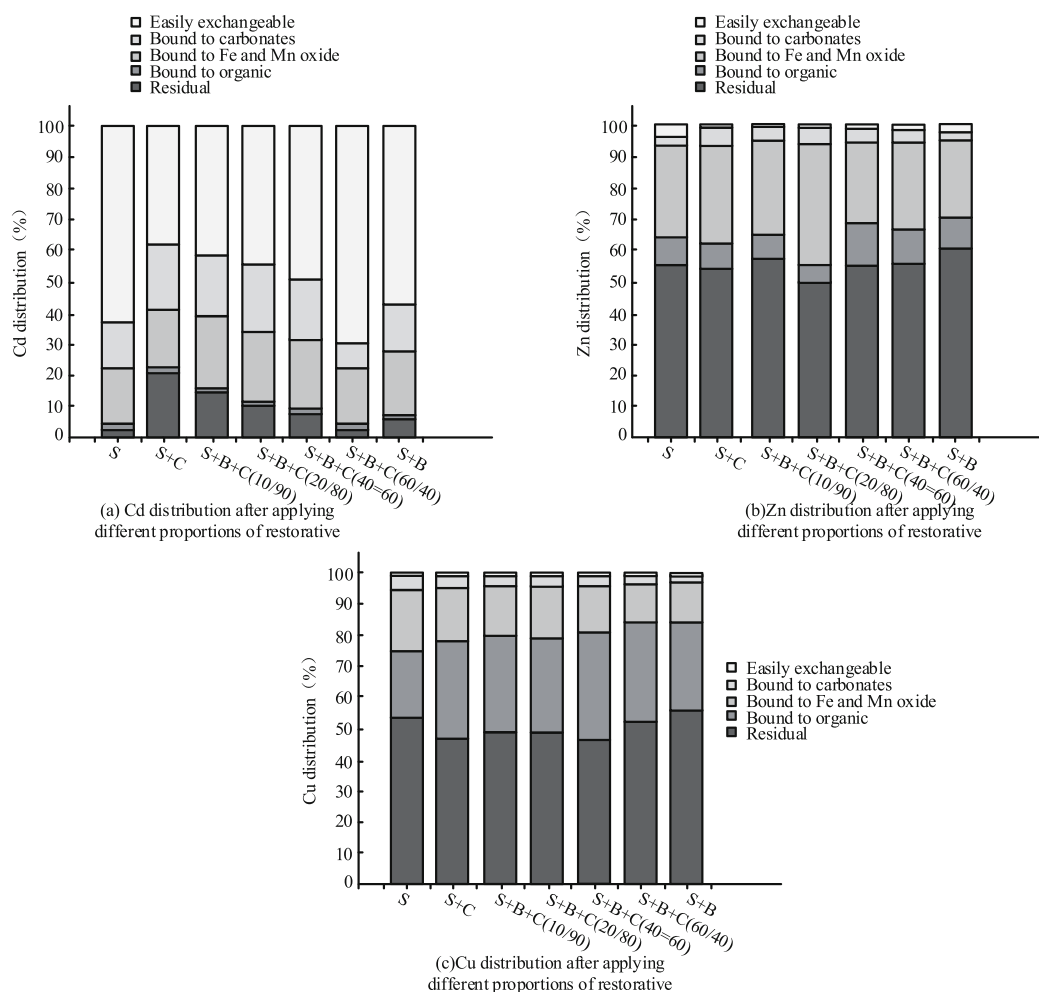 Easily exchangeable
Bound to carbonates
Bound to Fe and Mn oxide
Bound to organic
Residual
100
90
80
70
60
50
40
30
20
10
0
Cd distribution (%)
S
S+C
S+B+C(10/90)
S+B+C(20/80)
S+B+C(40=60)
S+B+C(60/40)
S+B
(a) Cd distribution after applying
different proportions of restorative
Easily exchangeable
Bound to carbonates
Bound to Fe and Mn oxide
Bound to organic
Residual
100
90
80
70
60
50
40
30
20
10
0
Zn distribution (%)
S
S+C
S+B+C(10/90)
S+B+C(20/80)
S+B+C(40=60)
S+B+C(60/40)
S+B
(b)Zn distribution after applying
different proportions of restorative
100
90
80
70
60
50
40
30
20
10
0
Cu distribution (%)
S
S+C
S+B+C(10/90)
S+B+C(20/80)
S+B+C(40=60)
S+B+C(60/40)
S+B
Easily exchangeable
Bound to carbonates
Bound to Fe and Mn oxide
Bound to organic
Residual
(c)Cu distribution after applying
different proportions of restorative